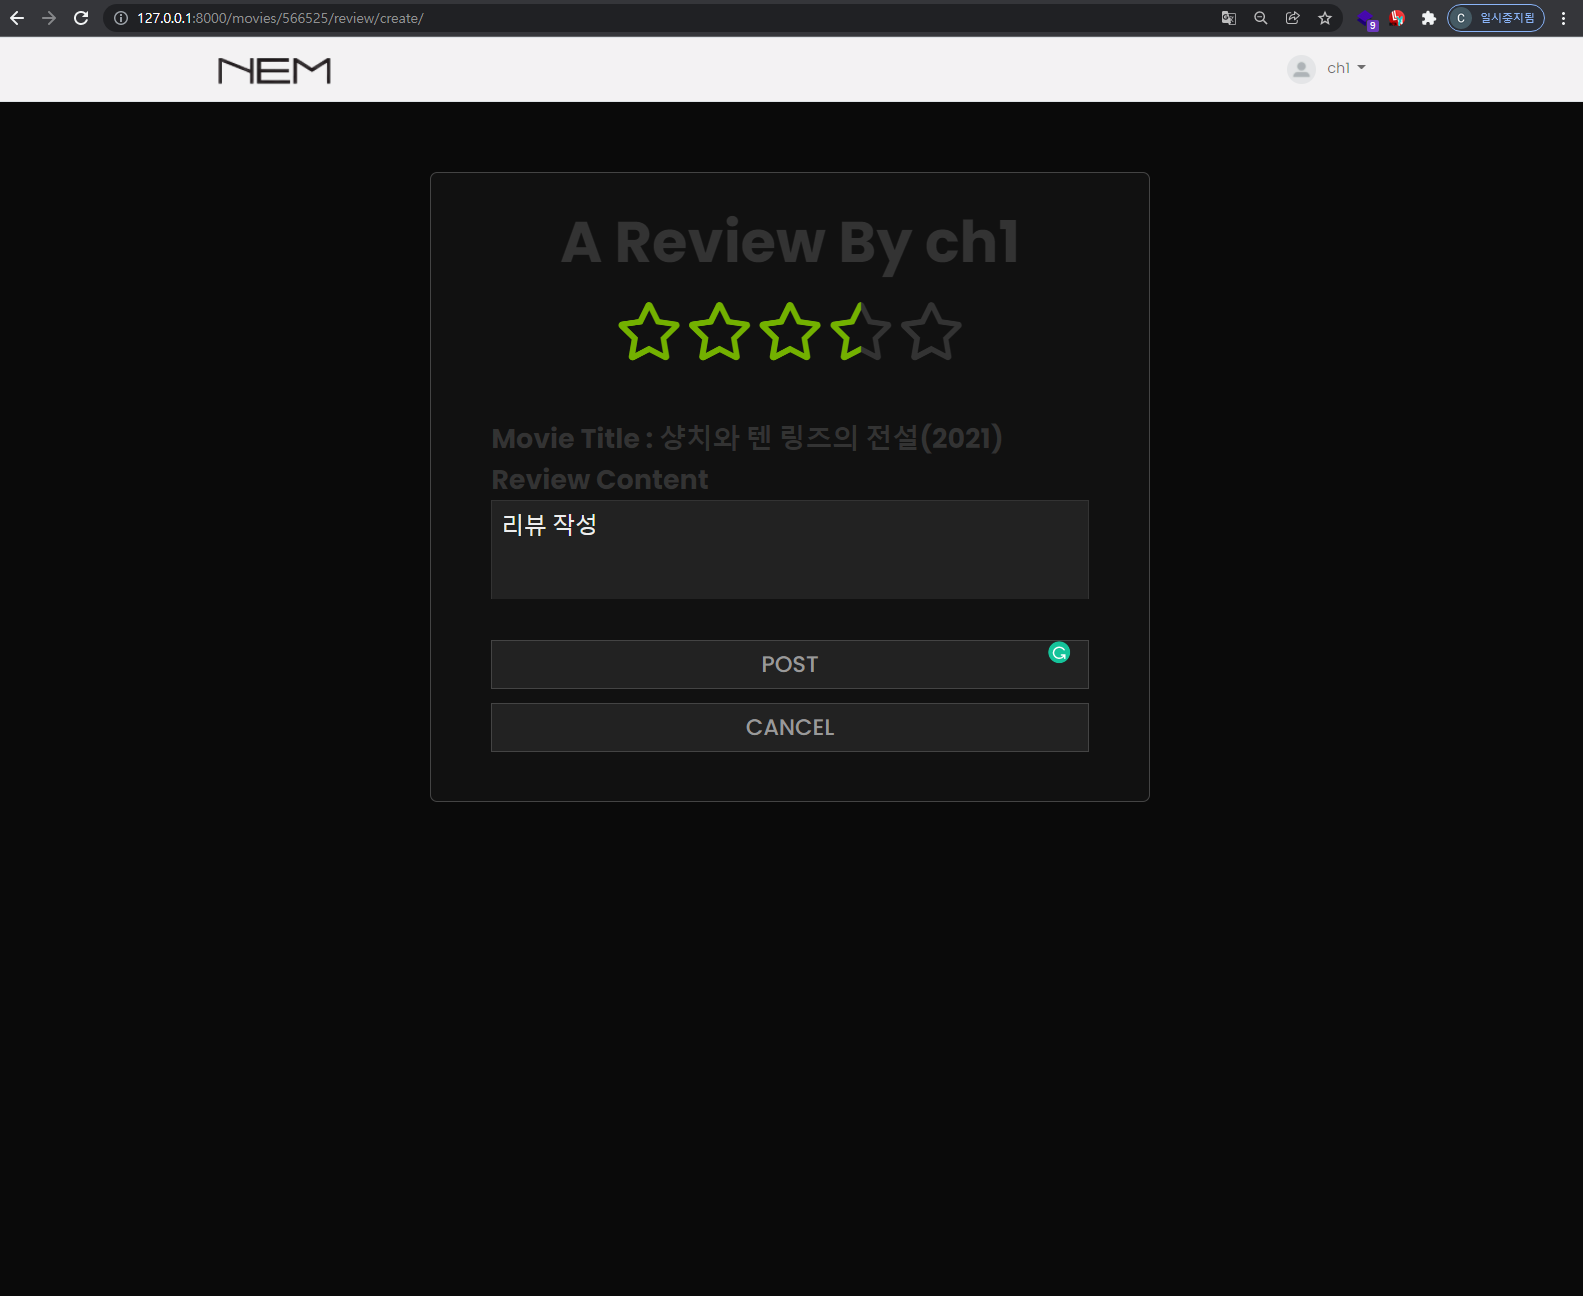 127.0.0.1:8000/movies/566525/review/create/
9
C 일시중지됨
NEM
ch1
A Review By ch1
Movie Title : 샹치와 텐 링즈의 전설(2021)
Review Content
리뷰 작성
POST
CANCEL